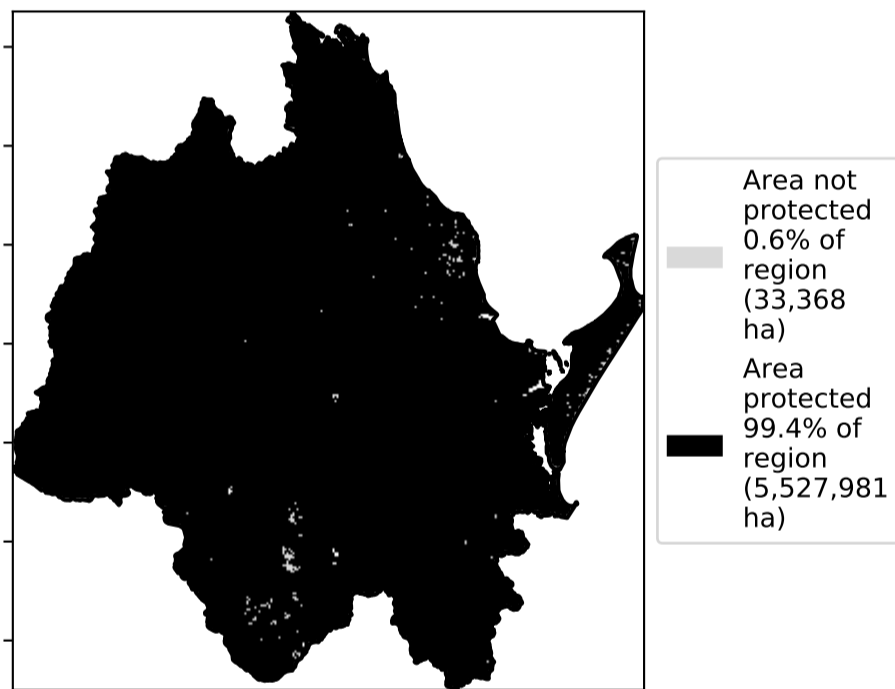 Area not
protected
0.6% of
region
(33,368
ha)
Area
protected
99.4% of
region
(5,527,981
ha)